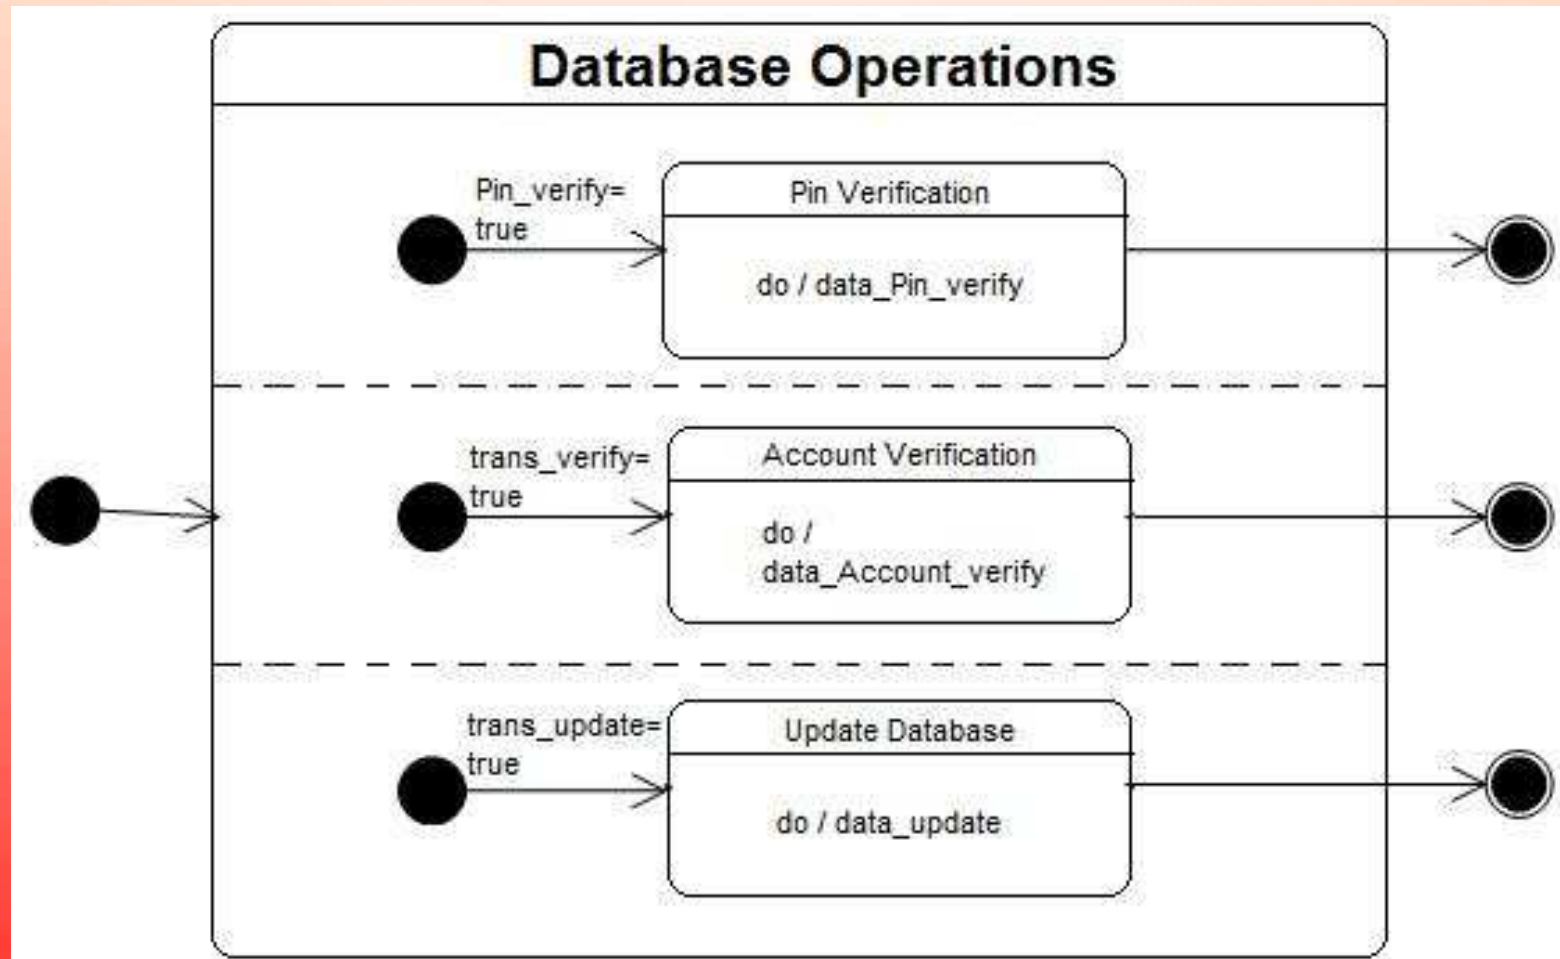 Database Operations
Pin_verify=
true
Pin Verification
do / data_Pin_verify
trans_verify=
true
Account Verification
do /
data_Account_verify
trans_update=
true
Update Database
do / data_update